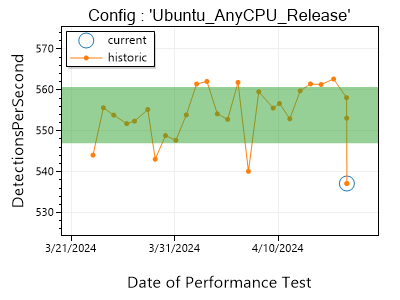 Config : 'Ubuntu_AnyCPU_Release'
current
historic
DetectionsPerSecond
570
560
550
540
530
3/21/2024
3/31/2024
4/10/2024
Date of Performance Test